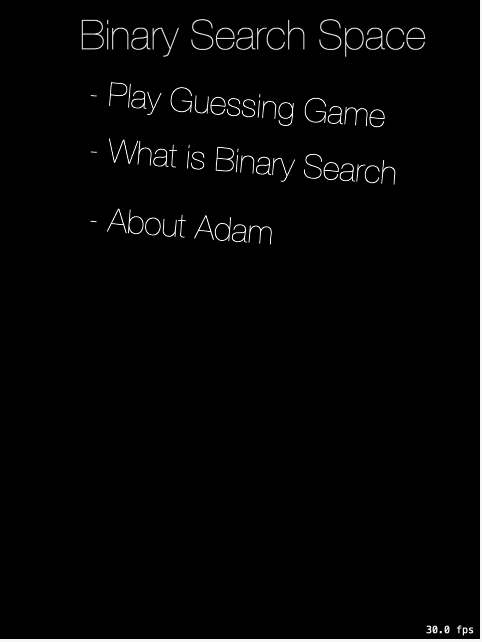 Binary Search Space
- Play Guessing Game
- What is Binary Search
- About Adam
30.0 fps